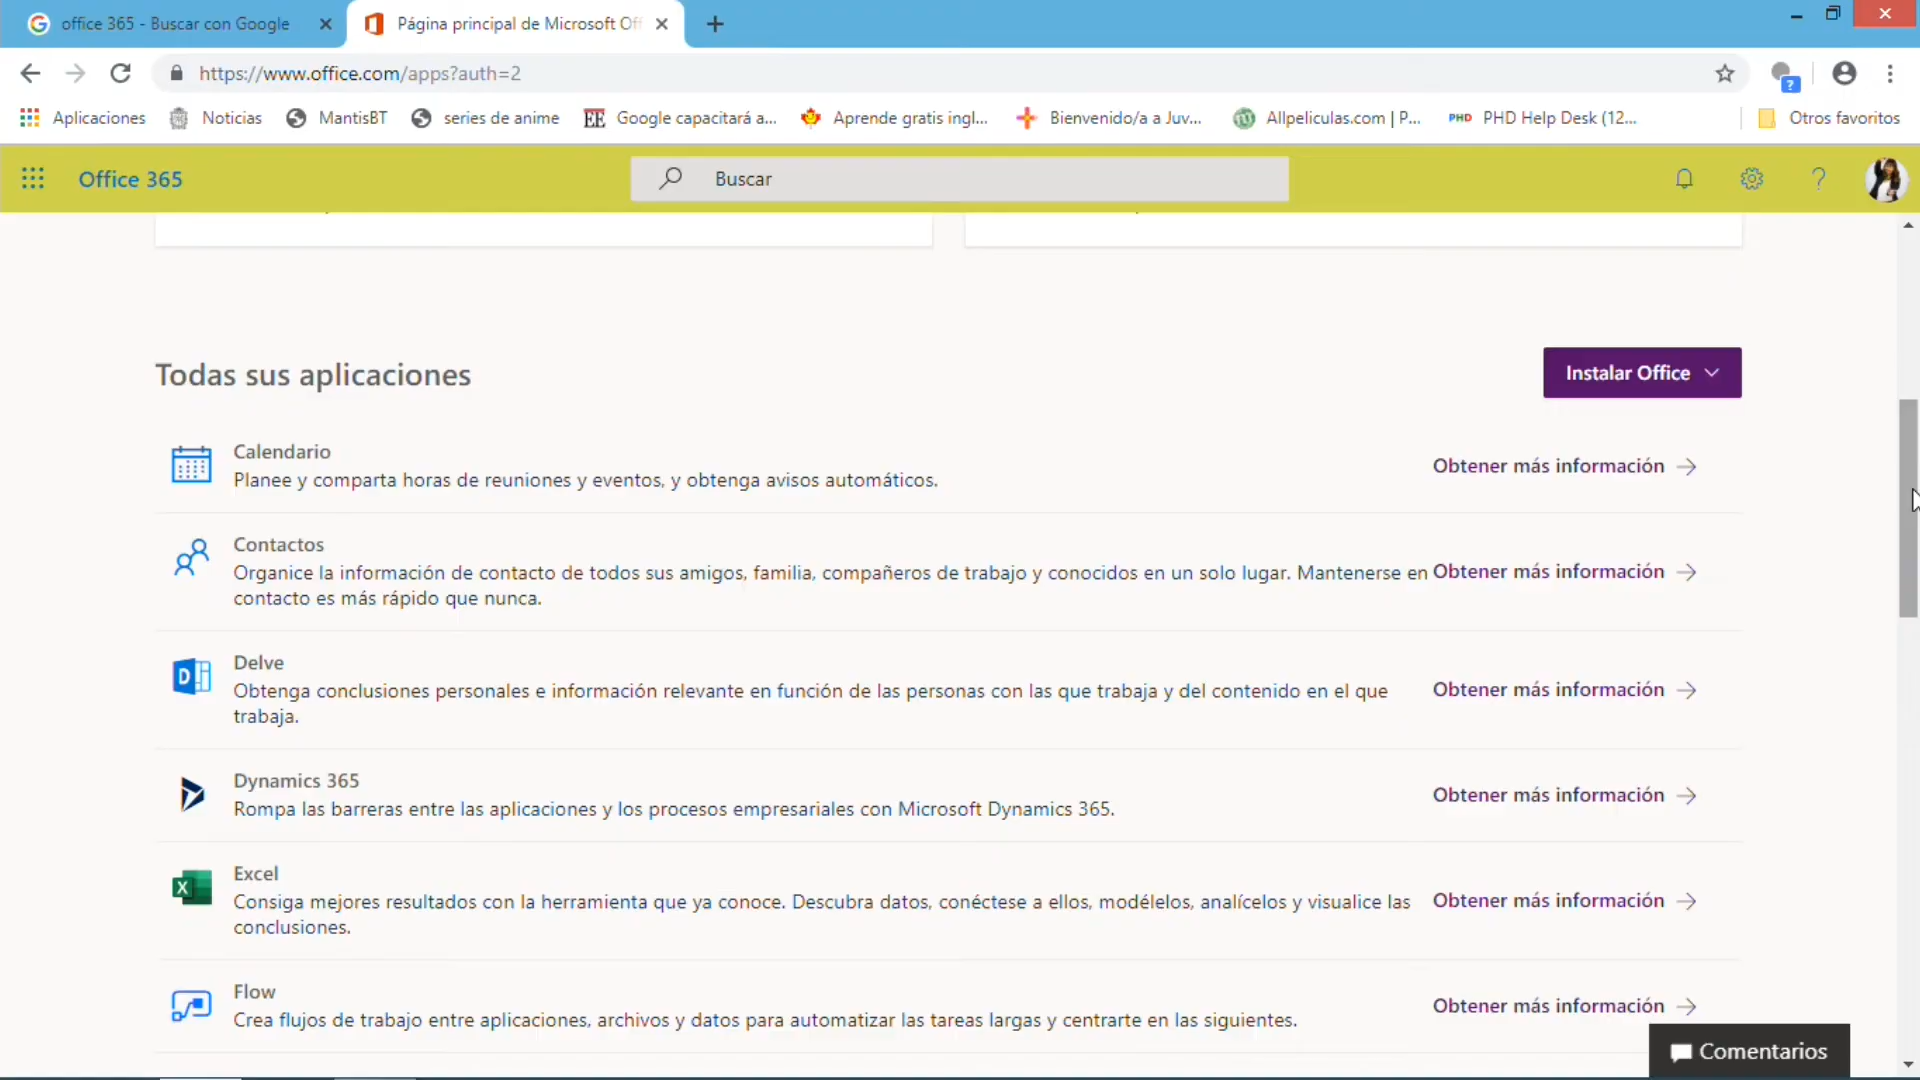 office 365 - Buscar con Google
Página principal de Microsoft Of
https://www.office.com/apps?auth=2
Aplicaciones
Noticias
MantisBT
series de anime
EE Google capacitará a...
Aprende gratis ingl...
Bienvenido/a a Juv...
Allpeliculas.com | P...
PHD PHD Help Desk (12...
Otros favoritos
Office 365
Buscar
Todas sus aplicaciones
Instalar Office
Calendario
Planee y comparta horas de reuniones y eventos, y obtenga avisos automáticos.
Obtener más información
Contactos
Organice la información de contacto de todos sus amigos, familia, compañeros de trabajo y conocidos en un solo lugar. Mantenerse en
contacto es más rápido que nunca.
Obtener más información
Delve
Obtenga conclusiones personales e información relevante en función de las personas con las que trabaja y del contenido en el que
trabaja.
Obtener más información
Dynamics 365
Rompa las barreras entre las aplicaciones y los procesos empresariales con Microsoft Dynamics 365.
Obtener más información
Excel
Consiga mejores resultados con la herramienta que ya conoce. Descubra datos, conéctese a ellos, modélelos, analícelos y visualice las
conclusiones.
Obtener más información
Flow
Crea flujos de trabajo entre aplicaciones, archivos y datos para automatizar las tareas largas y centrarte en las siguientes.
Obtener más información
Comentarios